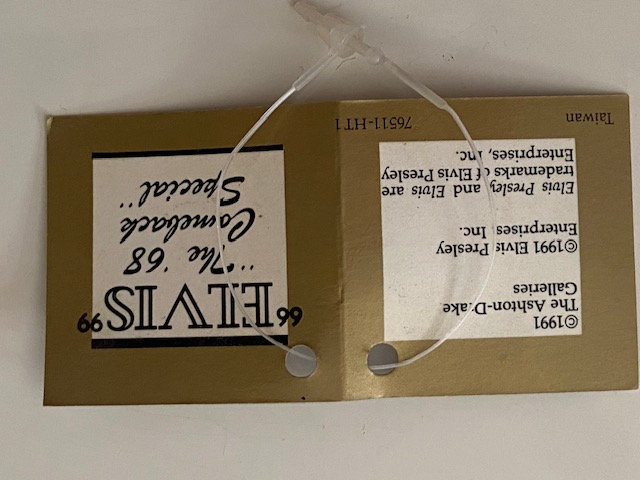 ©1991
The Ashton-Drake
Galleries
©1991 Elvis Presley
Enterprises, Inc.
Elvis Presley and Elvis are
trademarks of Elvis Presley
Enterprises, Inc.
Taiwan
76511-HT1
“ELVIS”
"The '68
Comeback
Special"